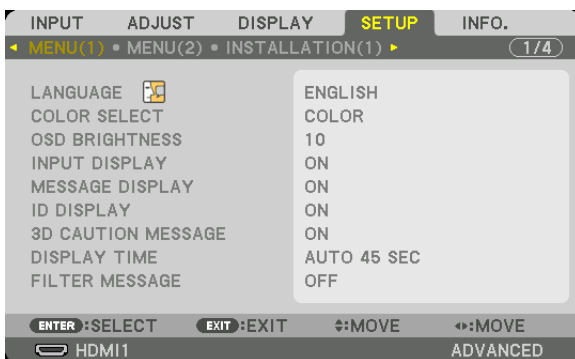 INPUT ADJUST DISPLAY SETUP INFO.
MENU(1) • MENU(2) • INSTALLATION(1) 1/4
LANGUAGE ENGLISH
COLOR SELECT COLOR
OSD BRIGHTNESS 10
INPUT DISPLAY ON
MESSAGE DISPLAY ON
ID DISPLAY ON
3D CAUTION MESSAGE ON
DISPLAY TIME AUTO 45 SEC
FILTER MESSAGE OFF
ENTER :SELECT EXIT :EXIT :MOVE :MOVE
HDMI1 ADVANCED